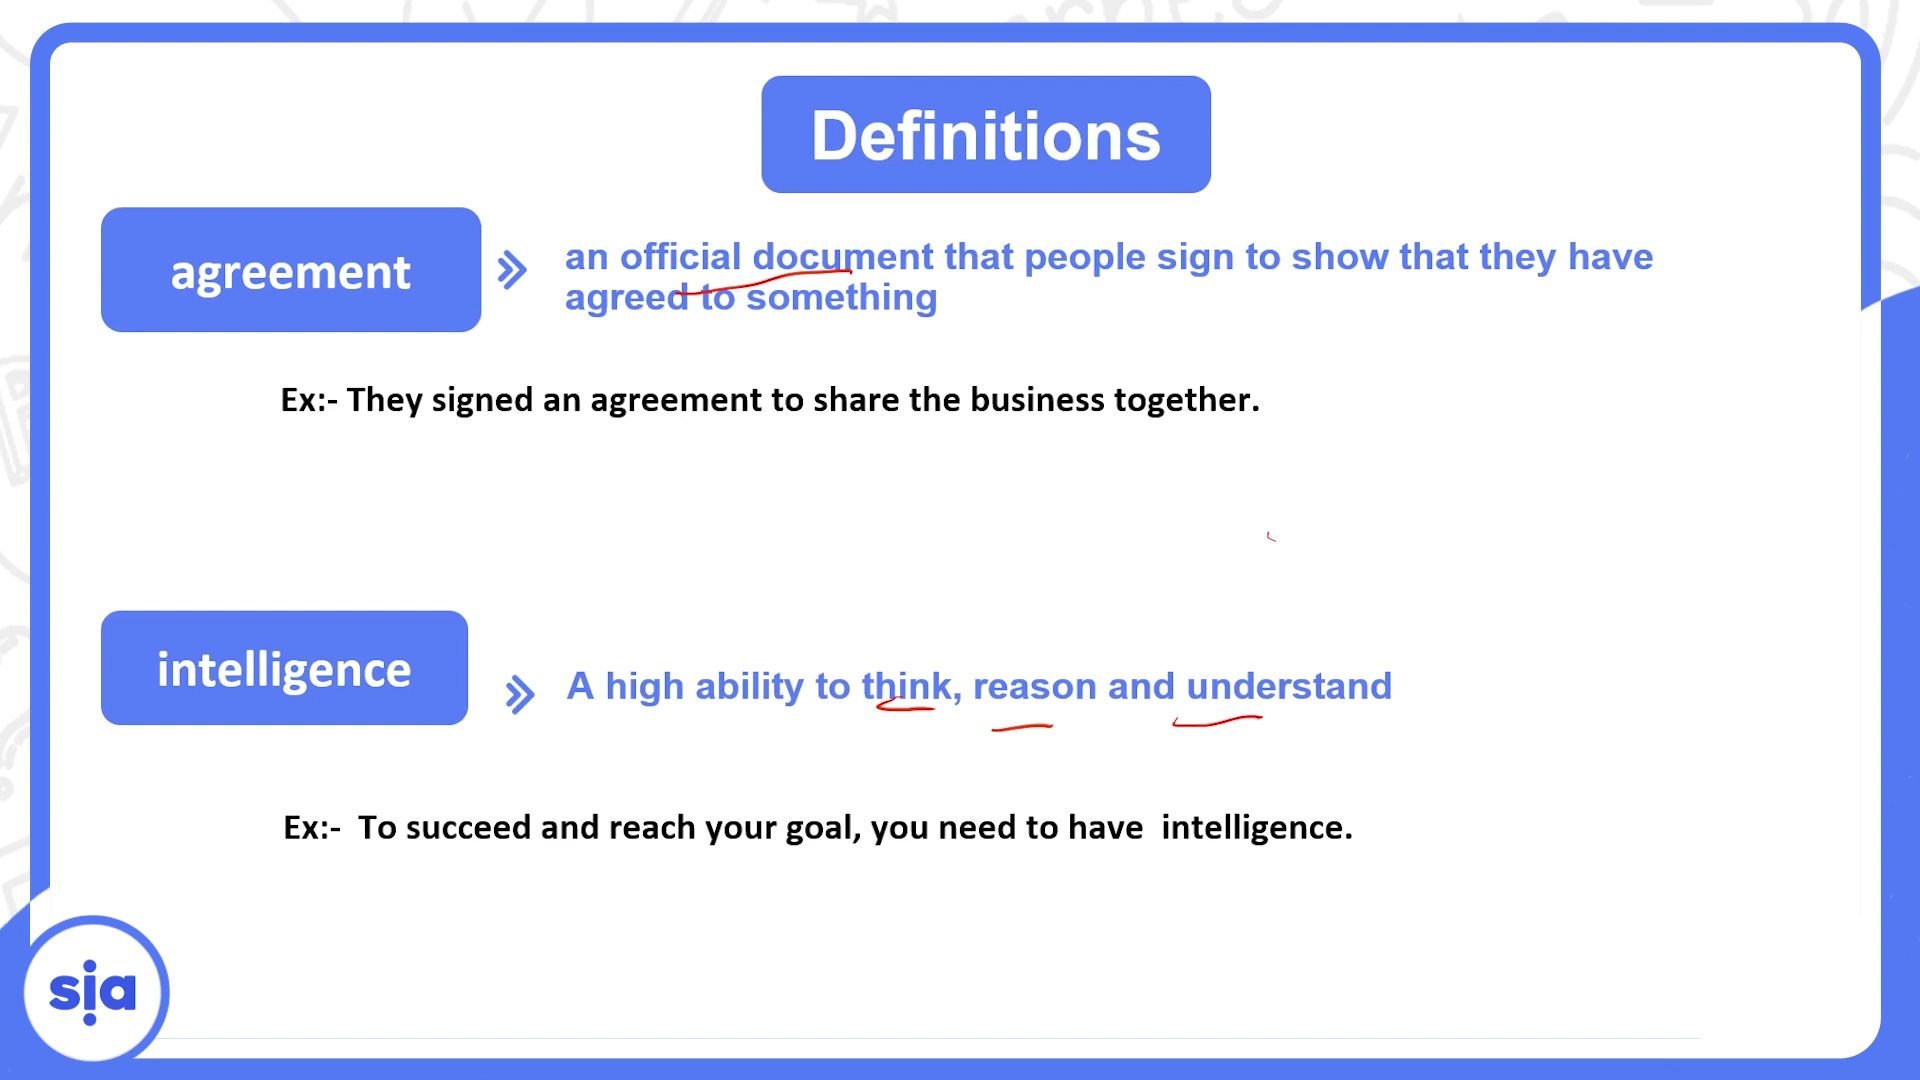 Definitions
agreement
an official document that people sign to show that they have
agreed to something
Ex:- They signed an agreement to share the business together.
intelligence
A high ability to think, reason and understand
Ex:-  To succeed and reach your goal, you need to have  intelligence.
sia